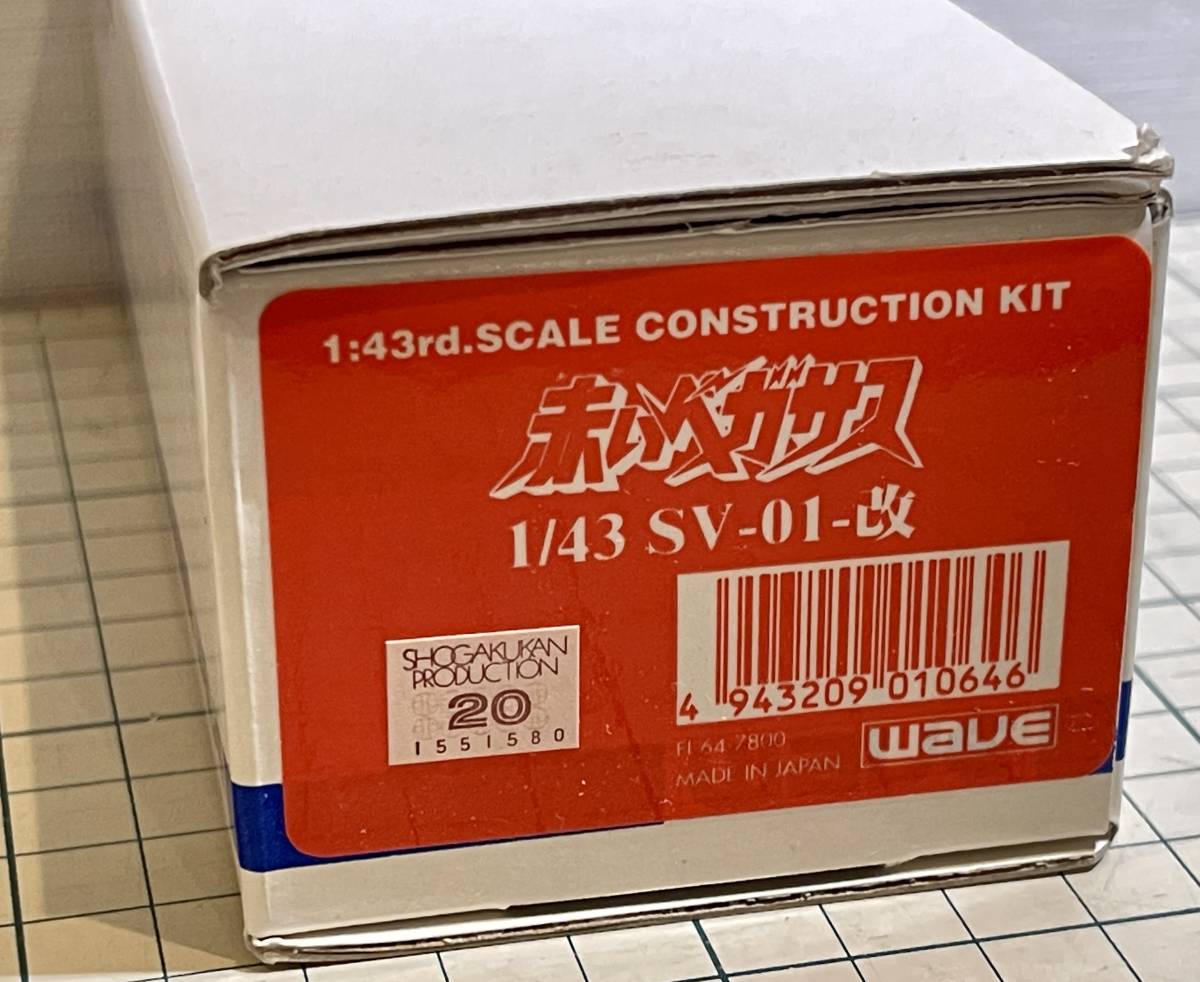 1:43rd.SCALE CONSTRUCTION KIT
赤いペガサス
1/43 SV-01-改
SHOGAKUKAN
PRODUCTION
20
1551580
4 943209 010646
FI 64-7800
MADE IN JAPAN
wave